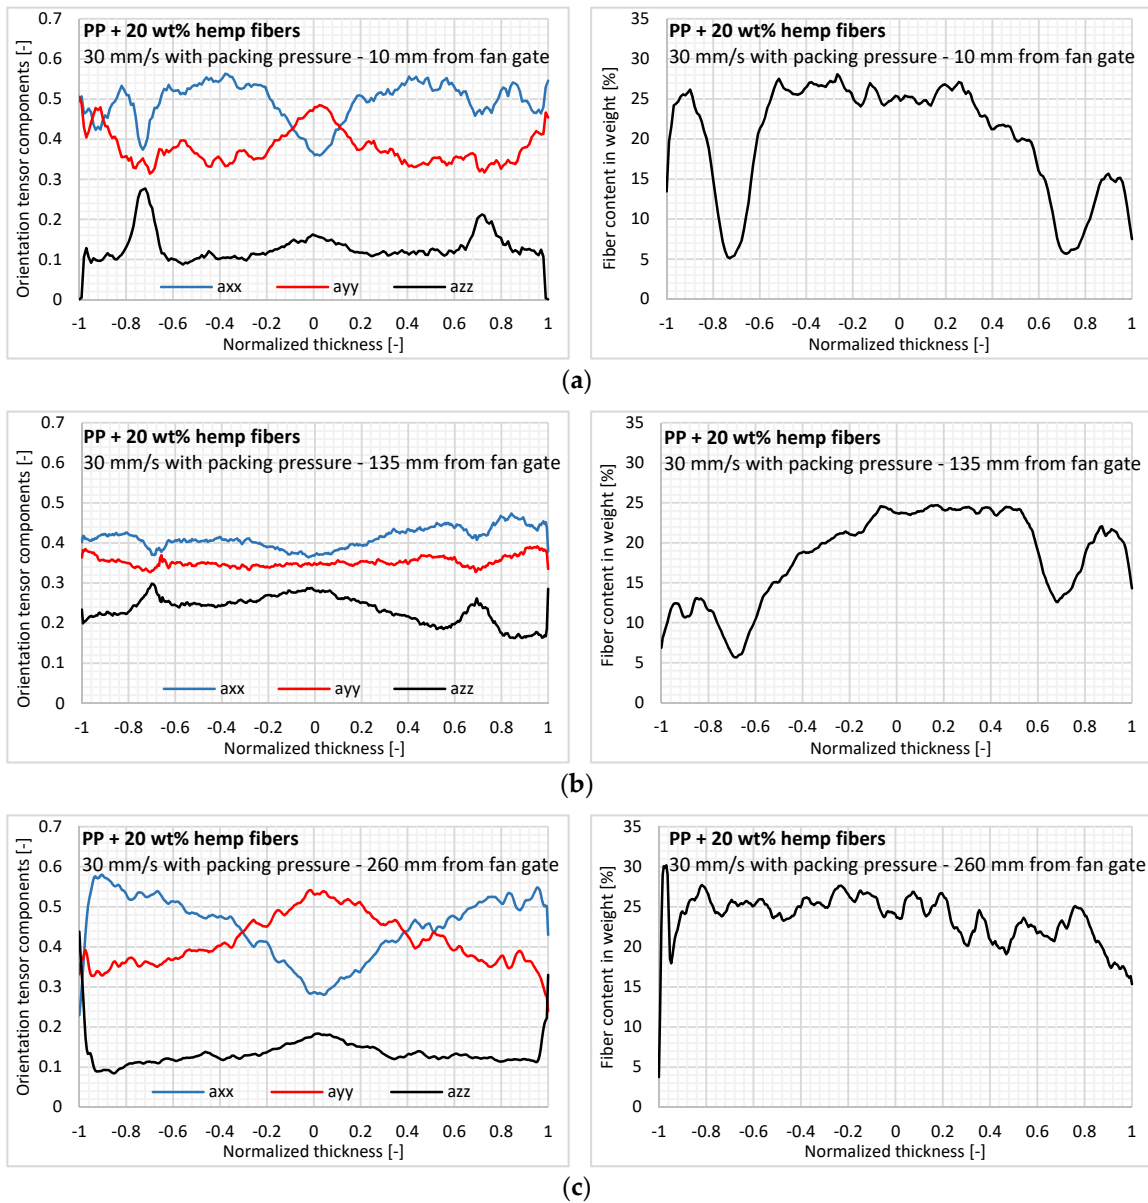 PP + 20 wt% hemp fibers
30 mm/s with packing pressure - 10 mm from fan gate
Orientation tensor components [-]
0.7
0.6
0.5
0.4
0.3
0.2
0.1
0
axx ayy azz
-1 -0.8 -0.6 -0.4 -0.2 0 0.2 0.4 0.6 0.8 1
Normalized thickness [-]
PP + 20 wt% hemp fibers
30 mm/s with packing pressure - 10 mm from fan gate
Fiber content in weight [%]
35
30
25
20
15
10
5
0
-1 -0.8 -0.6 -0.4 -0.2 0 0.2 0.4 0.6 0.8 1
Normalized thickness [-]
(a)
PP + 20 wt% hemp fibers
30 mm/s with packing pressure - 135 mm from fan gate
Orientation tensor components [-]
0.7
0.6
0.5
0.4
0.3
0.2
0.1
0
axx ayy azz
-1 -0.8 -0.6 -0.4 -0.2 0 0.2 0.4 0.6 0.8 1
Normalized thickness [-]
PP + 20 wt% hemp fibers
30 mm/s with packing pressure - 135 mm from fan gate
Fiber content in weight [%]
35
30
25
20
15
10
5
0
-1 -0.8 -0.6 -0.4 -0.2 0 0.2 0.4 0.6 0.8 1
Normalized thickness [-]
(b)
PP + 20 wt% hemp fibers
30 mm/s with packing pressure - 260 mm from fan gate
Orientation tensor components [-]
0.7
0.6
0.5
0.4
0.3
0.2
0.1
0
axx ayy azz
-1 -0.8 -0.6 -0.4 -0.2 0 0.2 0.4 0.6 0.8 1
Normalized thickness [-]
PP + 20 wt% hemp fibers
30 mm/s with packing pressure - 260 mm from fan gate
Fiber content in weight [%]
35
30
25
20
15
10
5
0
-1 -0.8 -0.6 -0.4 -0.2 0 0.2 0.4 0.6 0.8 1
Normalized thickness [-]
(c)